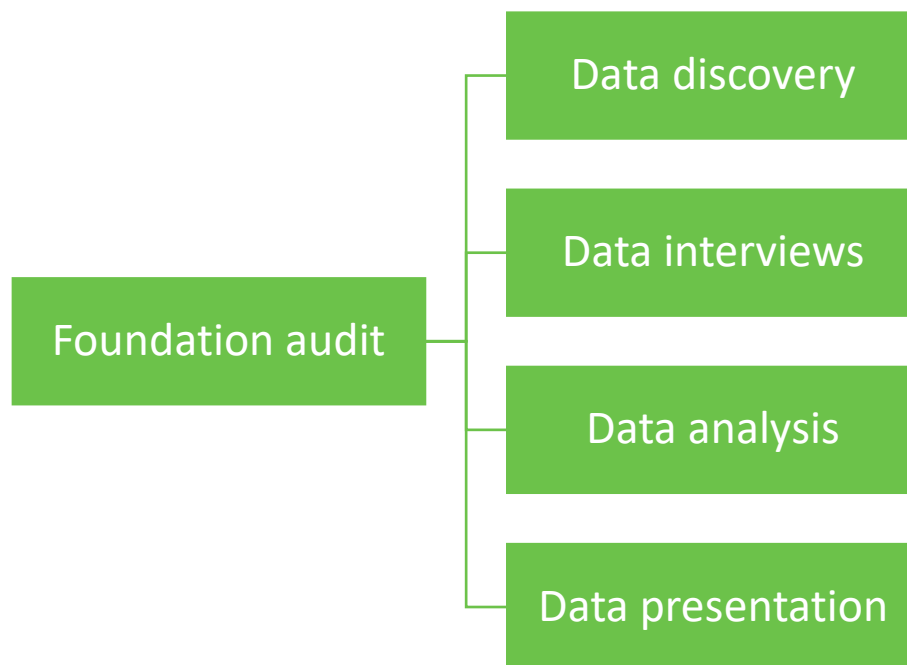 Data discovery
Data interviews
Foundation audit
Data analysis
Data presentation